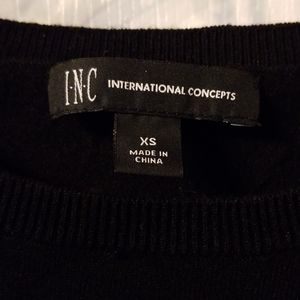 I·N·C INTERNATIONAL CONCEPTS
XS
MADE IN
CHINA